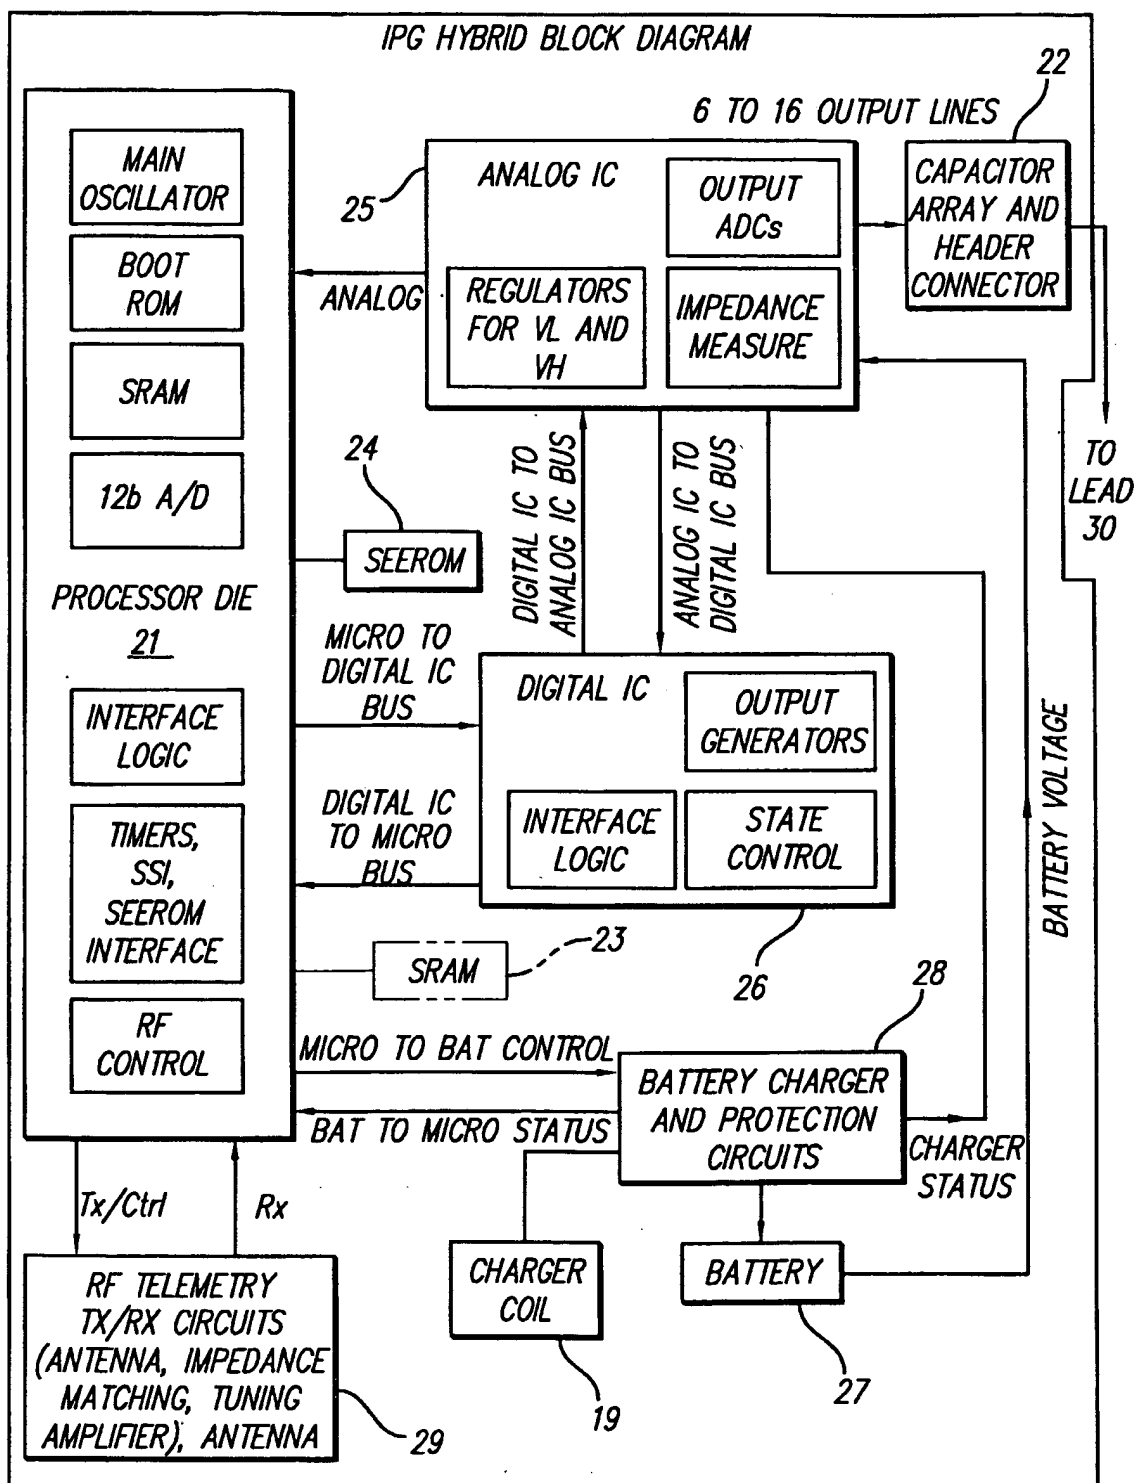 IPG HYBRID BLOCK DIAGRAM
22
6 TO 16 OUTPUT LINES
MAIN
OSCILLATOR
BOOT
ROM
SRAM
12b A/D
PROCESSOR DIE
21
INTERFACE
LOGIC
TIMERS,
SSI,
SEEROM
INTERFACE
RF
CONTROL
25
ANALOG IC
OUTPUT
ADCs
REGULATORS
FOR VL AND
VH
IMPEDANCE
MEASURE
CAPACITOR
ARRAY AND
HEADER
CONNECTOR
ANALOG
TO
LEAD
30
24
SEEROM
DIGITAL IC TO
ANALOG IC BUS
ANALOG IC TO
DIGITAL IC BUS
MICRO TO
DIGITAL IC
BUS
DIGITAL IC
OUTPUT
GENERATORS
INTERFACE
LOGIC
STATE
CONTROL
DIGITAL IC
TO MICRO
BUS
BATTERY VOLTAGE
SRAM
23
26
28
MICRO TO BAT CONTROL
BAT TO MICRO STATUS
BATTERY CHARGER
AND PROTECTION
CIRCUITS
CHARGER
STATUS
Tx/Ctrl
Rx
CHARGER
COIL
BATTERY
RF TELEMETRY
TX/RX CIRCUITS
(ANTENNA, IMPEDANCE
MATCHING, TUNING
AMPLIFIER), ANTENNA
29
19
27